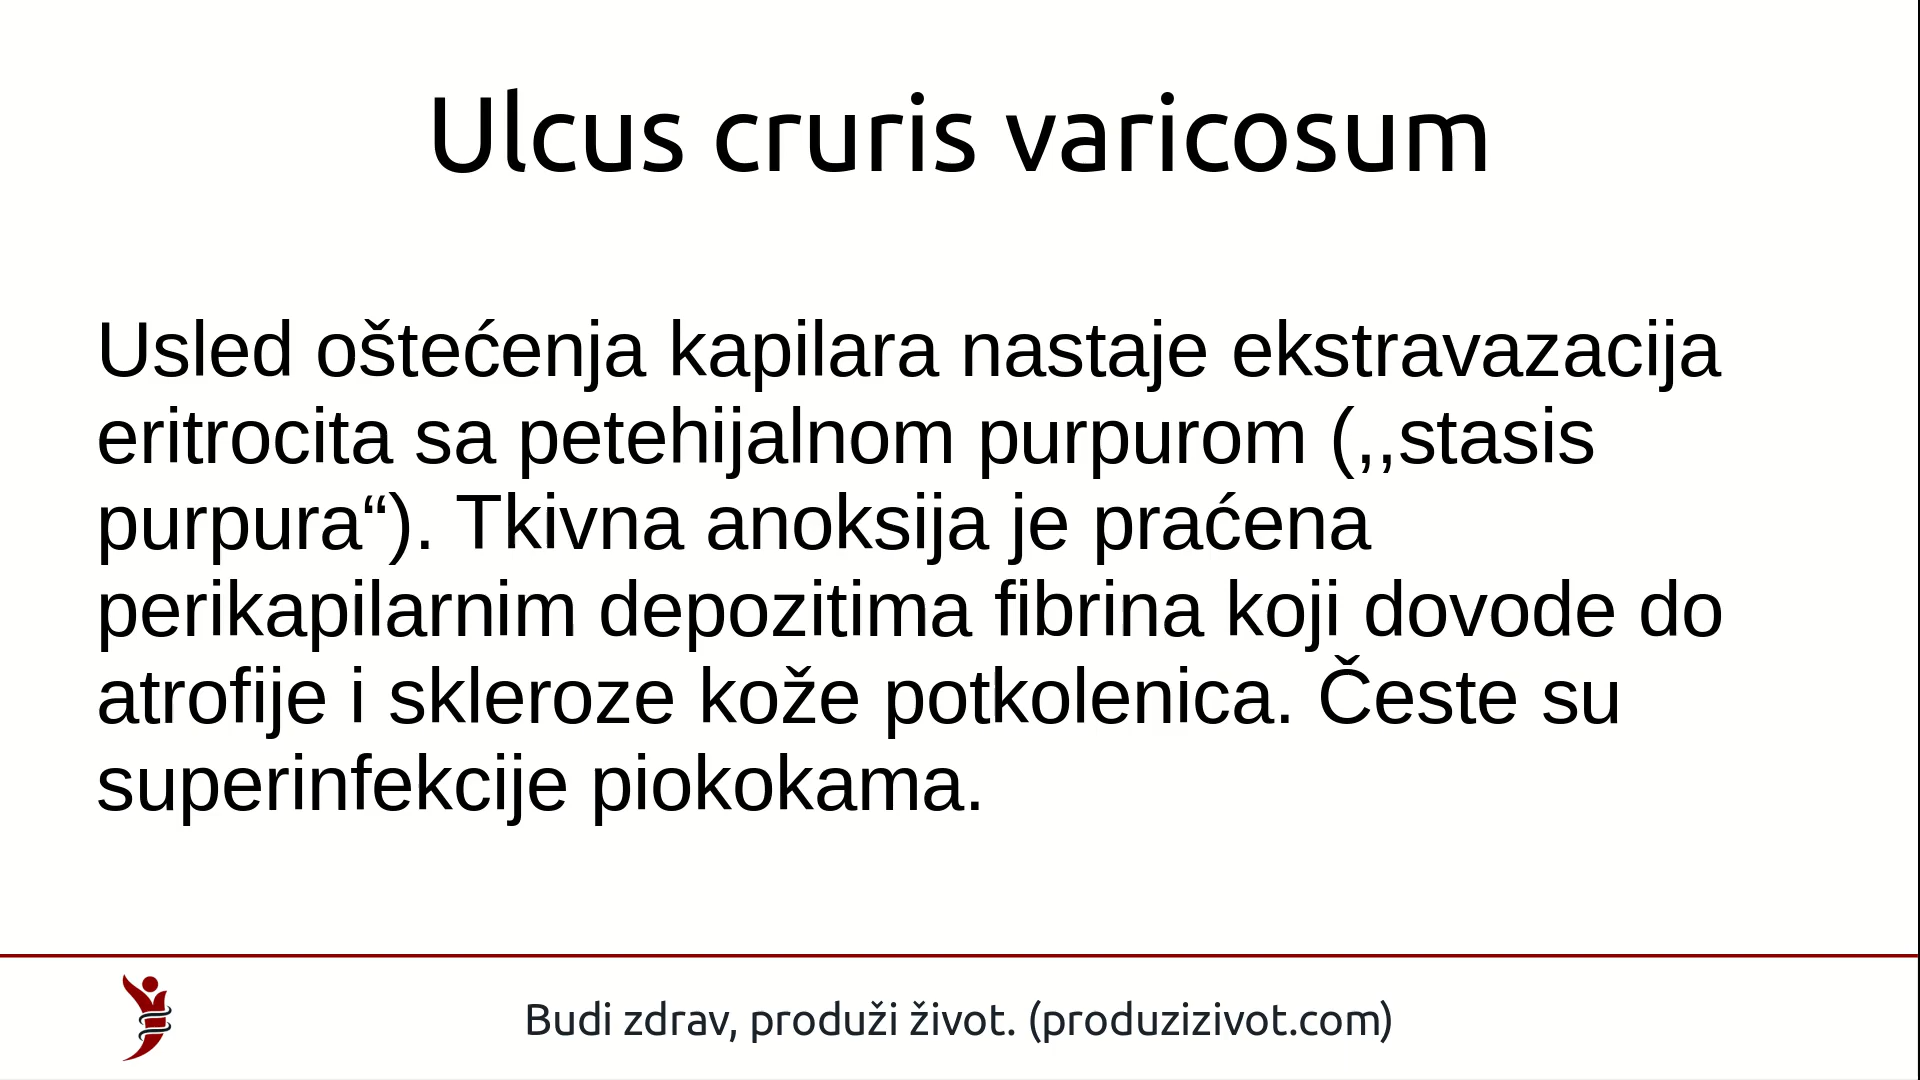 Ulcus cruris varicosum
Usled oštećenja kapilara nastaje ekstravazacija
eritrocita sa petehijalnom purpurom (,,stasis
purpura“). Tkivna anoksija je praćena
perikapilarnim depozitima fibrina koji dovode do
atrofije i skleroze kože potkolenica. Česte su
superinfekcije piokokama.
Budi zdrav, produži život. (produzizivot.com)